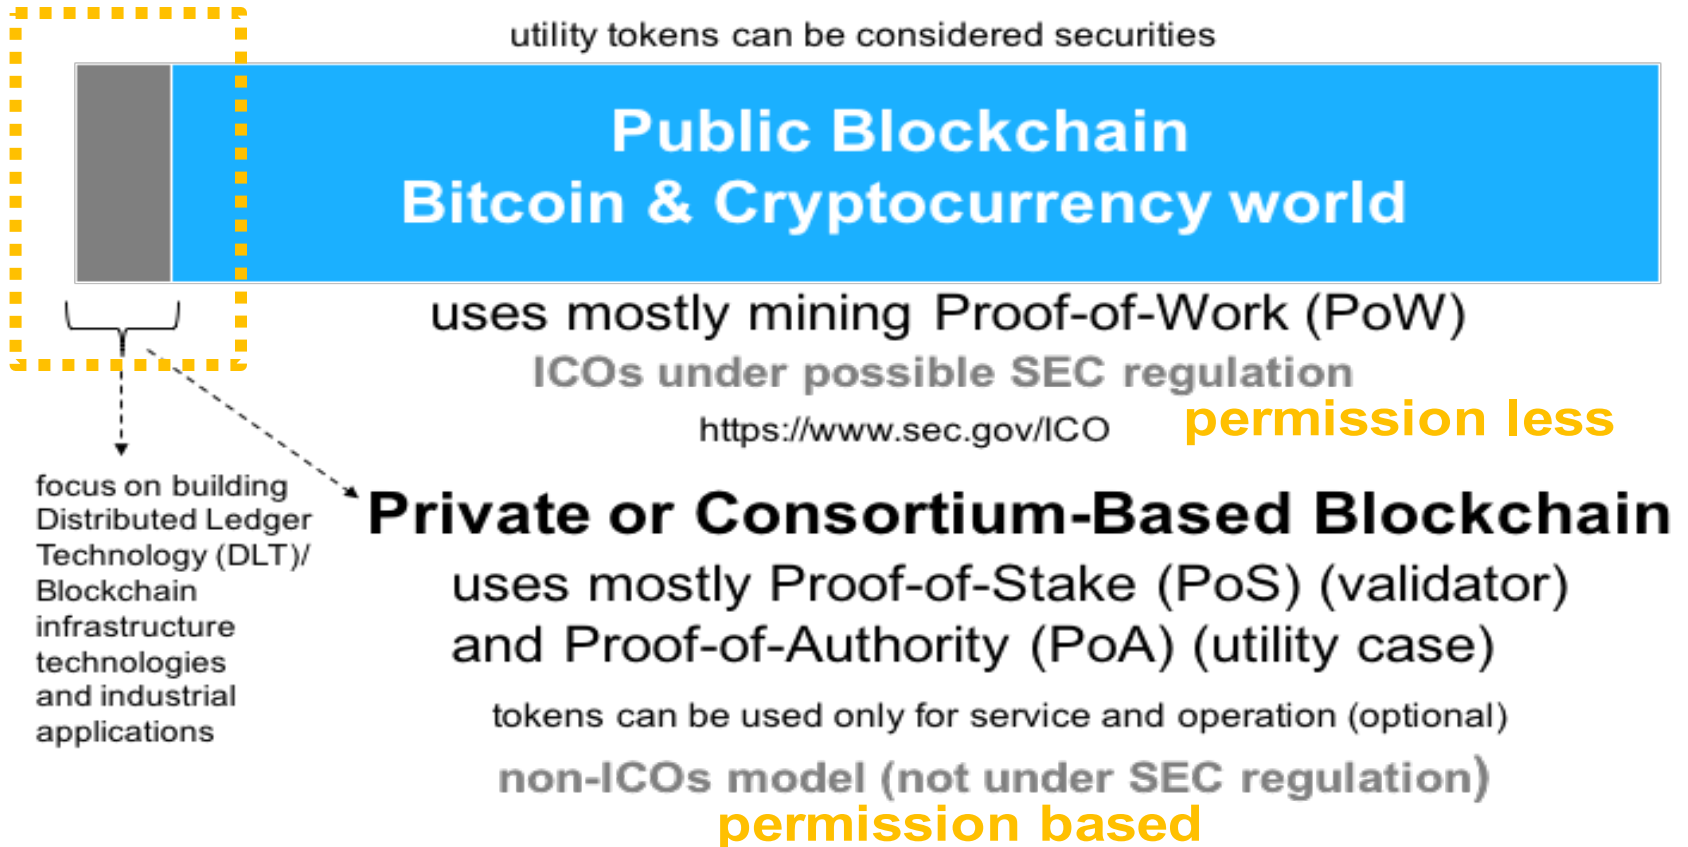 utility tokens can be considered securities
Public Blockchain
Bitcoin & Cryptocurrency world
uses mostly mining Proof-of-Work (PoW)
ICOs under possible SEC regulation
https://www.sec.gov/ICO
permission less
focus on building
Distributed Ledger
Technology (DLT)/
Blockchain
infrastructure
technologies
and industrial
applications
Private or Consortium-Based Blockchain
uses mostly Proof-of-Stake (PoS) (validator)
and Proof-of-Authority (PoA) (utility case)
tokens can be used only for service and operation (optional)
non-ICOs model (not under SEC regulation)
permission based